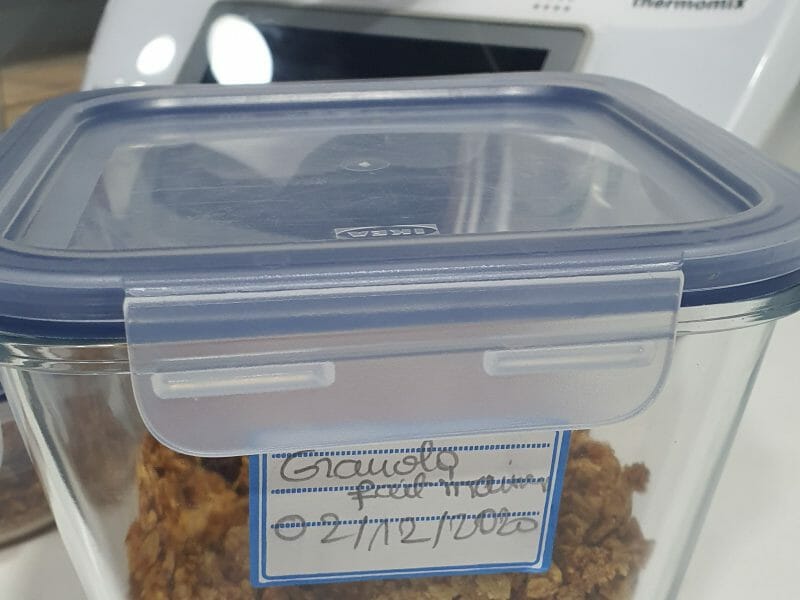 thermomix
IKEA
Granola
fait maison
02/12/2020